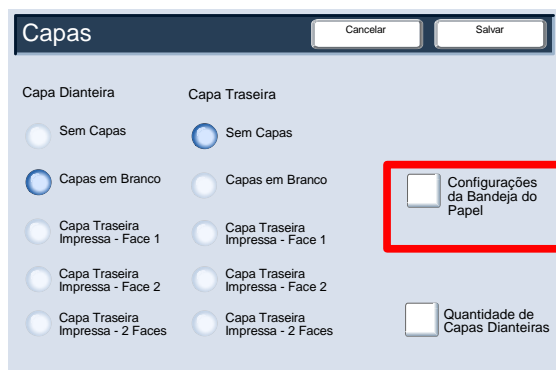 Capas
Cancelar
Salvar
Capa Dianteira
Sem Capas
Capas em Branco
Capa Traseira
Impressa - Face 1
Capa Traseira
Impressa - Face 2
Capa Traseira
Impressa - 2 Faces
Capa Traseira
Sem Capas
Capas em Branco
Capa Traseira
Impressa - Face 1
Capa Traseira
Impressa - Face 2
Capa Traseira
Impressa - 2 Faces
Configurações
da Bandeja do
Papel
Quantidade de
Capas Dianteiras